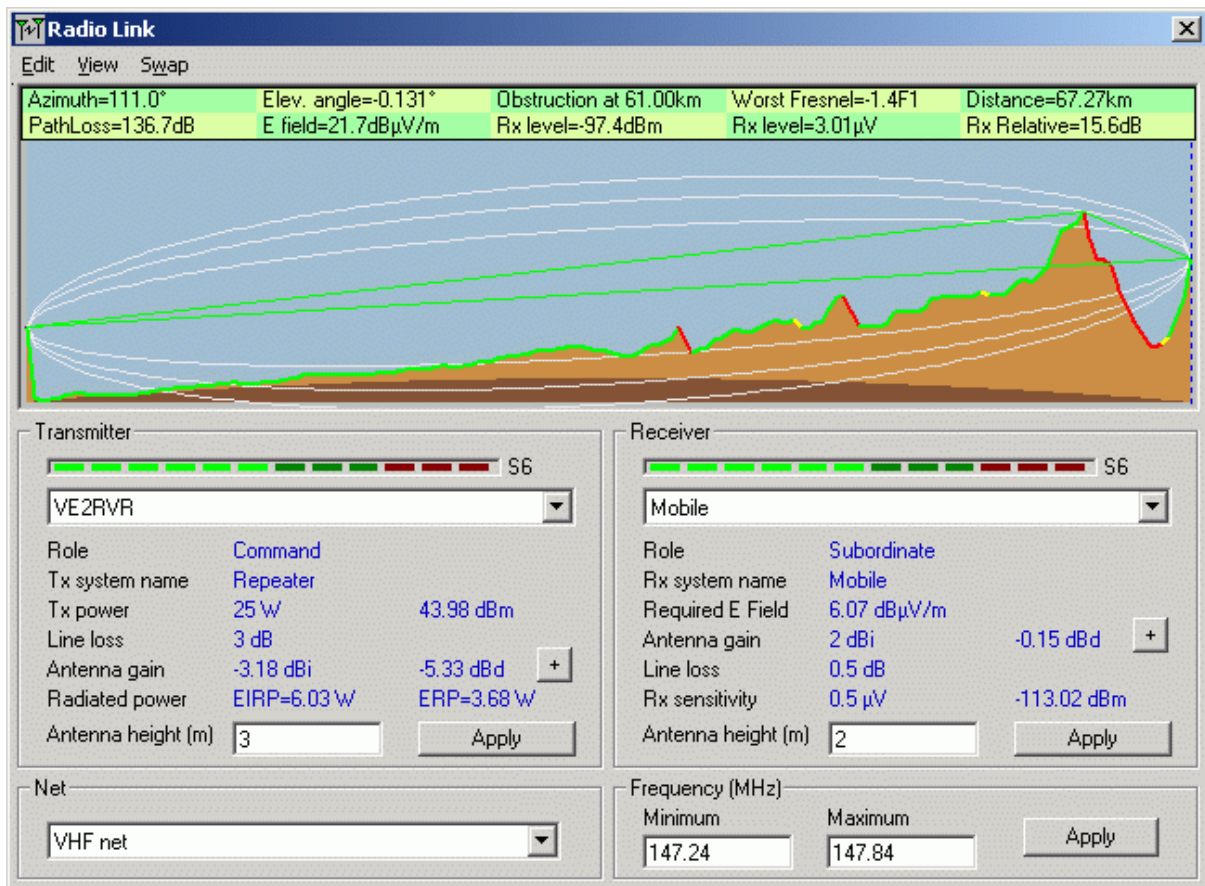 Radio Link
Edit View Swap
Azimuth=111.0° Elev. angle=-0.131° Obstruction at 61.00km Worst Fresnel=-1.4F1 Distance=67.27km
PathLoss=136.7dB E field=21.7dBµV/m Rx level=-97.4dBm Rx level=3.01µV Rx Relative=15.6dB
Transmitter
S6
VE2RVR
Role Command
Tx system name Repeater
Tx power 25 W 43.98 dBm
Line loss 3 dB
Antenna gain -3.18 dBi -5.33 dBd +
Radiated power EIRP=6.03 W ERP=3.68 W
Antenna height (m) 3 Apply
Receiver
S6
Mobile
Role Subordinate
Rx system name Mobile
Required E Field 6.07 dBµV/m
Antenna gain 2 dBi -0.15 dBd +
Line loss 0.5 dB
Rx sensitivity 0.5 µV -113.02 dBm
Antenna height (m) 2 Apply
Net
VHF net
Frequency (MHz)
Minimum Maximum
147.24 147.84 Apply